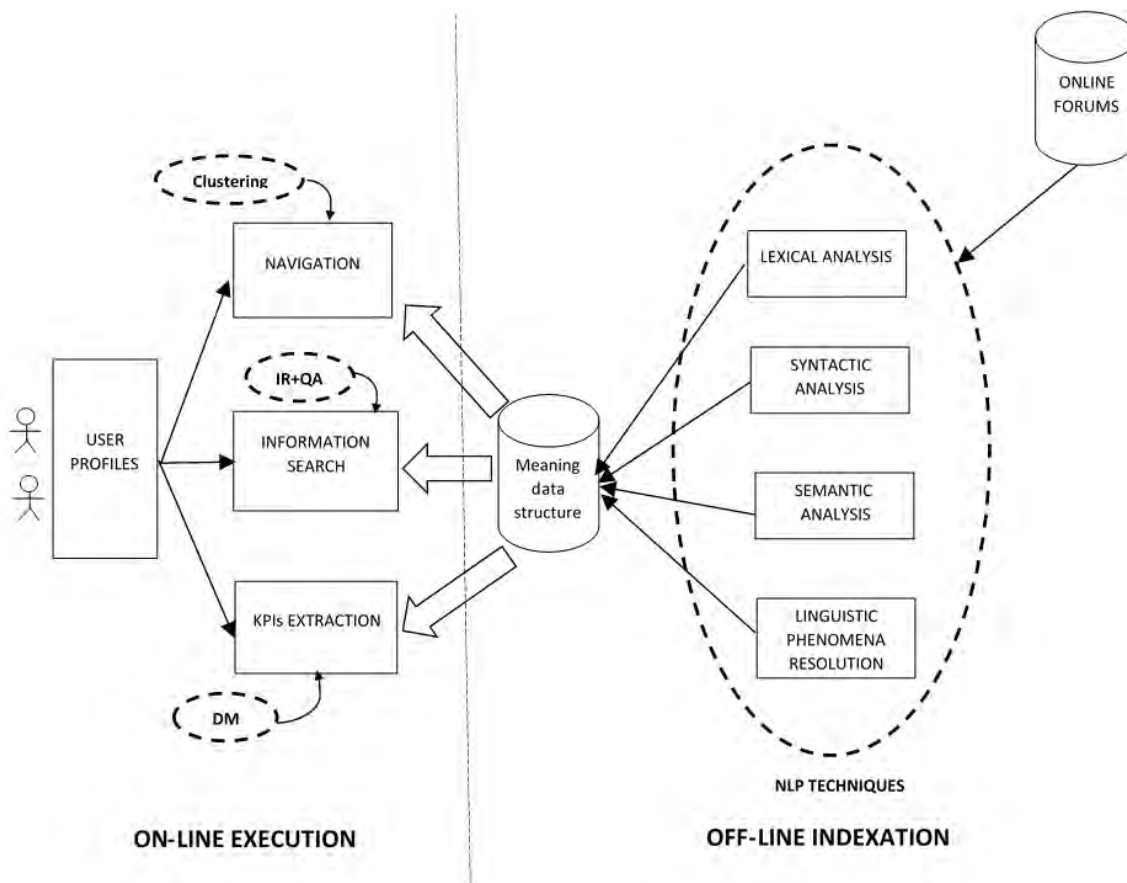 ONLINE
FORUMS
Clustering
NAVIGATION
LEXICAL ANALYSIS
SYNTACTIC
ANALYSIS
IR+QA
USER
PROFILES
INFORMATION
SEARCH
Meaning
data
structure
SEMANTIC
ANALYSIS
KPIs EXTRACTION
LINGUISTIC
PHENOMENA
RESOLUTION
DM
NLP TECHNIQUES
ON-LINE EXECUTION
OFF-LINE INDEXATION